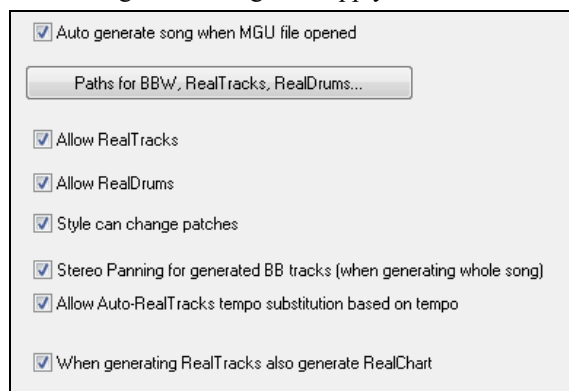 Auto generate song when MGU file opened
Paths for BBW, RealTracks, RealDrums...
Allow RealTracks
Allow RealDrums
Style can change patches
Stereo Panning for generated BB tracks (when generating whole song)
Allow Auto-RealTracks tempo substitution based on tempo
When generating RealTracks also generate RealChart